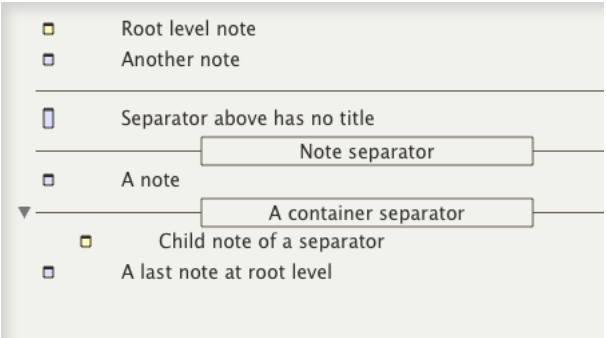 Root level note
Another note
Separator above has no title
Note separator
A note
A container separator
Child note of a separator
A last note at root level